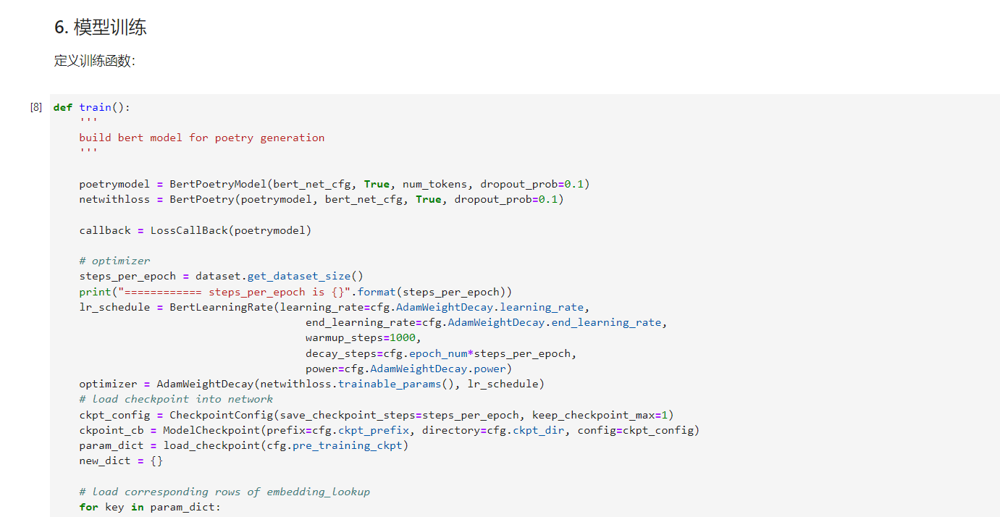 6. 模型训练
定义训练函数:
[8]
def train():
    '''
    build bert model for poetry generation
    '''
    poetrymodel = BertPoetryModel(bert_net_cfg, True, num_tokens, dropout_prob=0.1)
    netwithloss = BertPoetry(poetrymodel, bert_net_cfg, True, dropout_prob=0.1)
    callback = LossCallBack(poetrymodel)
    # optimizer
    steps_per_epoch = dataset.get_dataset_size()
    print("============ steps_per_epoch is {}".format(steps_per_epoch))
    lr_schedule = BertLearningRate(learning_rate=cfg.AdamWeightDecay.learning_rate,
                                   end_learning_rate=cfg.AdamWeightDecay.end_learning_rate,
                                   warmup_steps=1000,
                                   decay_steps=cfg.epoch_num*steps_per_epoch,
                                   power=cfg.AdamWeightDecay.power)
    optimizer = AdamWeightDecay(netwithloss.trainable_params(), lr_schedule)
    # load checkpoint into network
    ckpt_config = CheckpointConfig(save_checkpoint_steps=steps_per_epoch, keep_checkpoint_max=1)
    ckpoint_cb = ModelCheckpoint(prefix=cfg.ckpt_prefix, directory=cfg.ckpt_dir, config=ckpt_config)
    param_dict = load_checkpoint(cfg.pre_training_ckpt)
    new_dict = {}
    # load corresponding rows of embedding_lookup
    for key in param_dict: